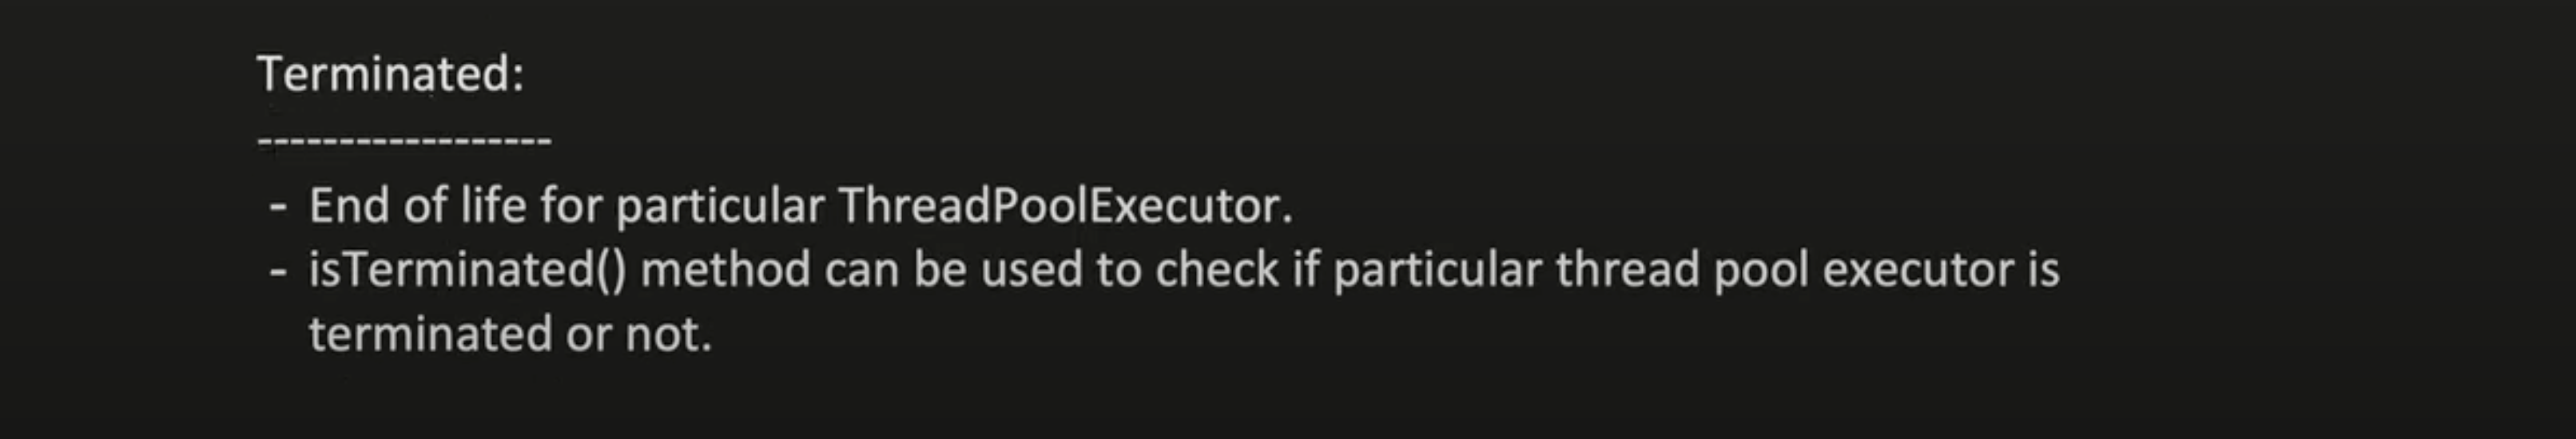 Terminated:
------------------
- End of life for particular ThreadPoolExecutor.
- isTerminated() method can be used to check if particular thread pool executor is
terminated or not.